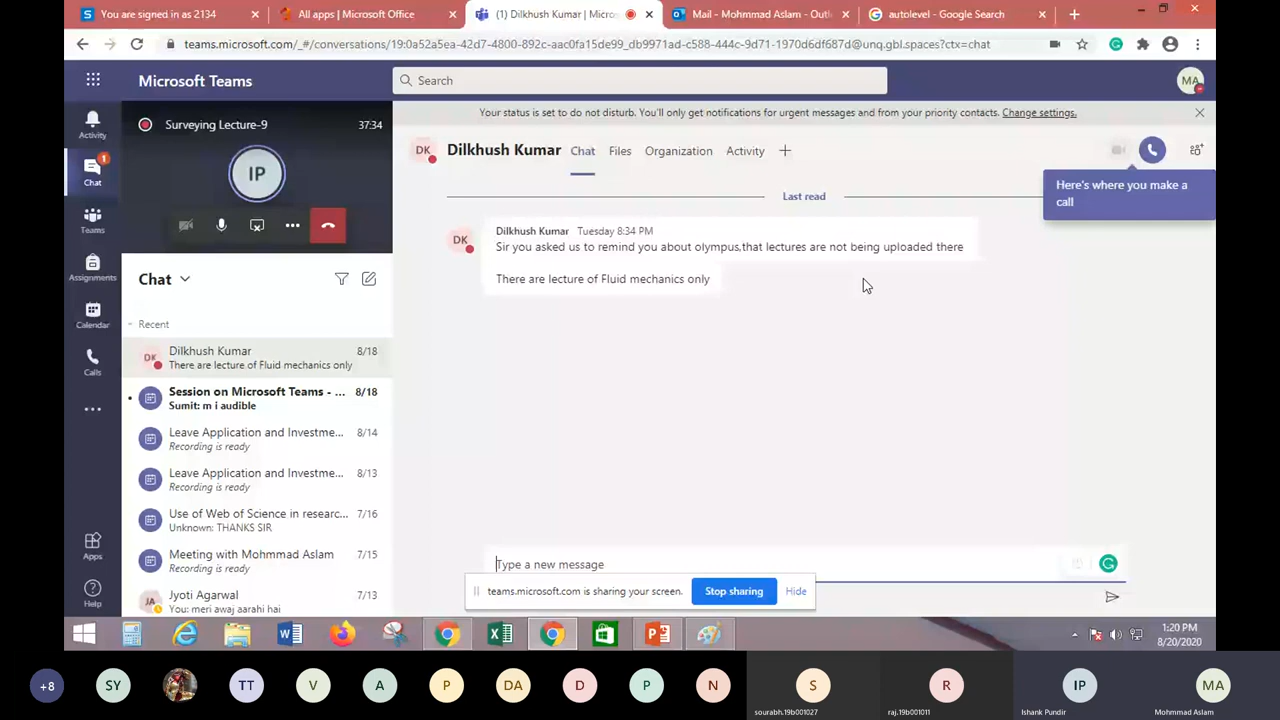 You are signed in as 2134
All apps | Microsoft Office
(1) Dilkhush Kumar | Micros
Mail - Mohmmad Aslam - Outl
autolevel - Google Search
teams.microsoft.com/_#/conversations/19:0a52a5ea-42d7-4800-892c-aac0fa15de99_db9971ad-c588-444c-9d71-1970d6df687d@unq.gbl.spaces?ctx=chat
Microsoft Teams
Search
MA
Your status is set to do not disturb. You'll only get notifications for urgent messages and from your priority contacts. Change settings.
Activity
Chat
1
Teams
Assignments
Calendar
Calls
Apps
Help
Surveying Lecture-9
37:34
IP
Chat
Recent
DK
Dilkhush Kumar
8/18
There are lecture of Fluid mechanics only
Session on Microsoft Teams - ...
8/18
Sumit: m i audible
Leave Application and Investme...
8/14
Recording is ready
Leave Application and Investme...
8/13
Recording is ready
Use of Web of Science in researc...
7/16
Unknown: THANKS SIR
Meeting with Mohmmad Aslam
7/15
Recording is ready
JA
Jyoti Agarwal
7/13
You: meri awaj aarahi hai
DK
Dilkhush Kumar
Chat
Files
Organization
Activity
Here's where you make a
call
Last read
DK
Dilkhush Kumar
Tuesday 8:34 PM
Sir you asked us to remind you about olympus,that lectures are not being uploaded there
There are lecture of Fluid mechanics only
Type a new message
teams.microsoft.com is sharing your screen.
Stop sharing
Hide
1:20 PM
8/20/2020
+8
SY
TT
V
A
P
DA
D
P
N
S
sourabh.19b001027
R
raj.19b001011
IP
Ishank Pundir
MA
Mohmmad Aslam